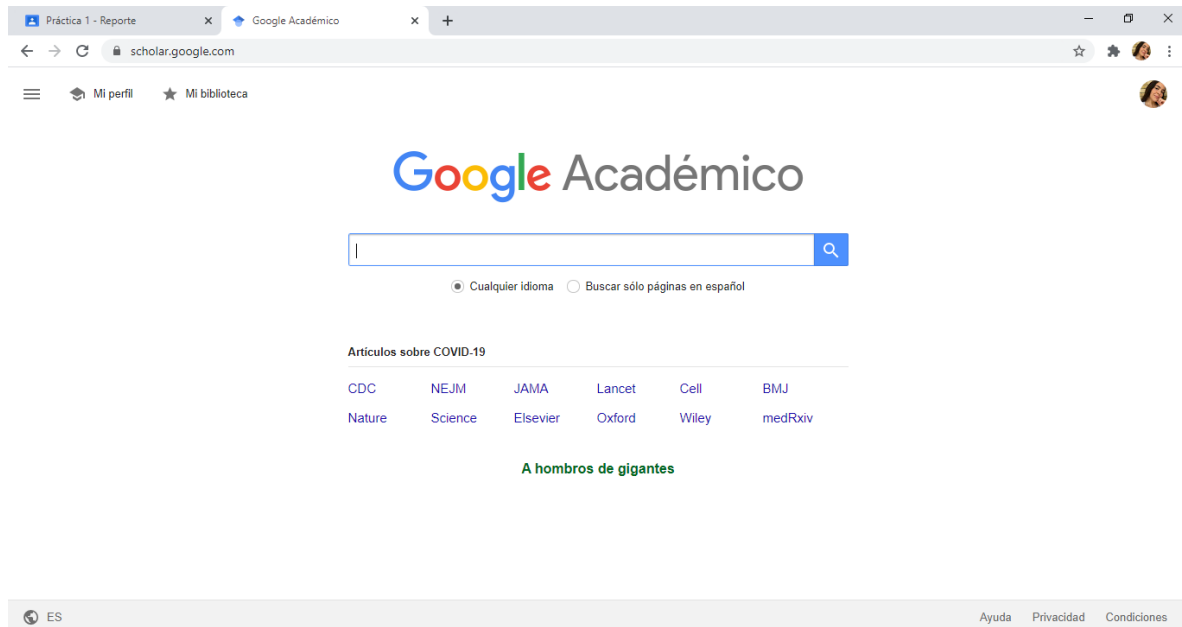 Práctica 1 - Reporte
Google Académico
scholar.google.com
Mi perfil Mi biblioteca
Google Académico
Cualquier idioma Buscar sólo páginas en español
Artículos sobre COVID-19
CDC NEJM JAMA Lancet Cell BMJ
Nature Science Elsevier Oxford Wiley medRxiv
A hombros de gigantes
ES Ayuda Privacidad Condiciones